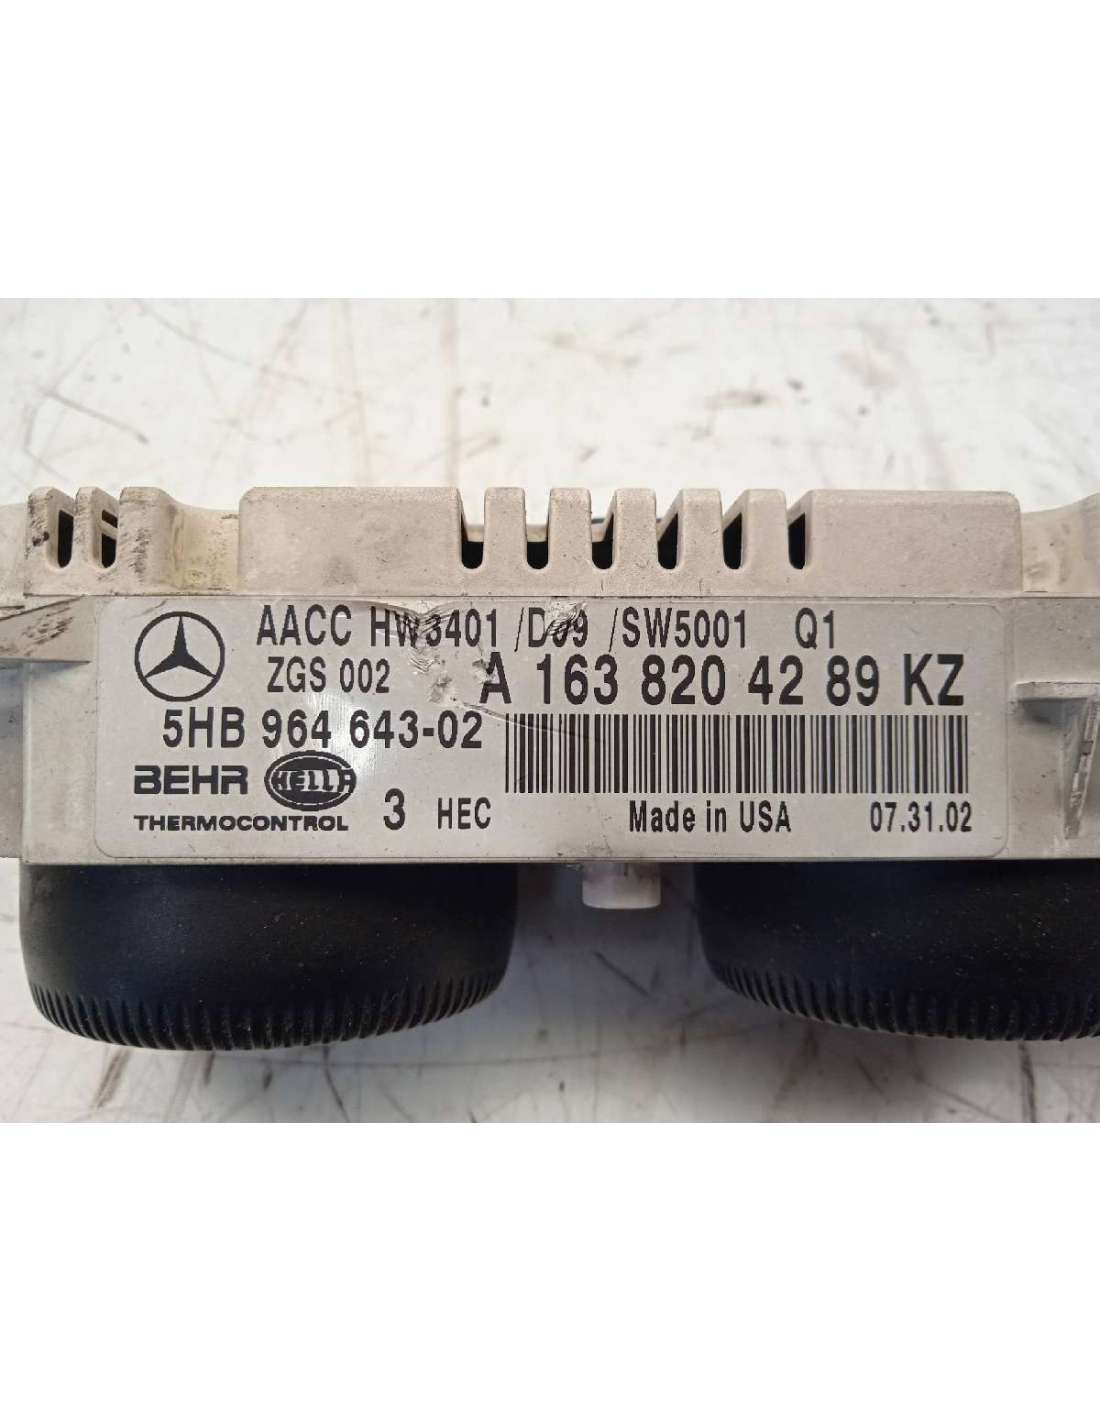 AACC HW3401 /D09 /SW5001 Q1
ZGS 002 A 163 820 42 89 KZ
5HB 964 643-02
BEHR HELLA
THERMOCONTROL 3 HEC Made in USA 07.31.02